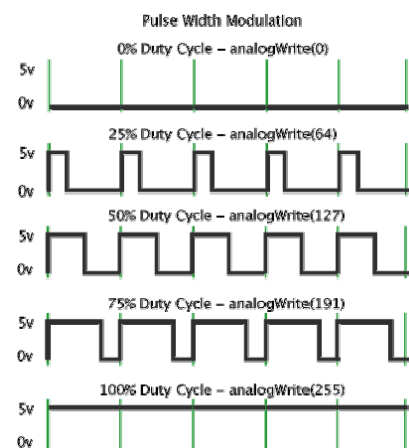 Pulse Width Modulation
0% Duty Cycle – analogWrite(0)
5v
0v
25% Duty Cycle – analogWrite(64)
5v
0v
50% Duty Cycle – analogWrite(127)
5v
0v
75% Duty Cycle – analogWrite(191)
5v
0v
100% Duty Cycle – analogWrite(255)
5v
0v